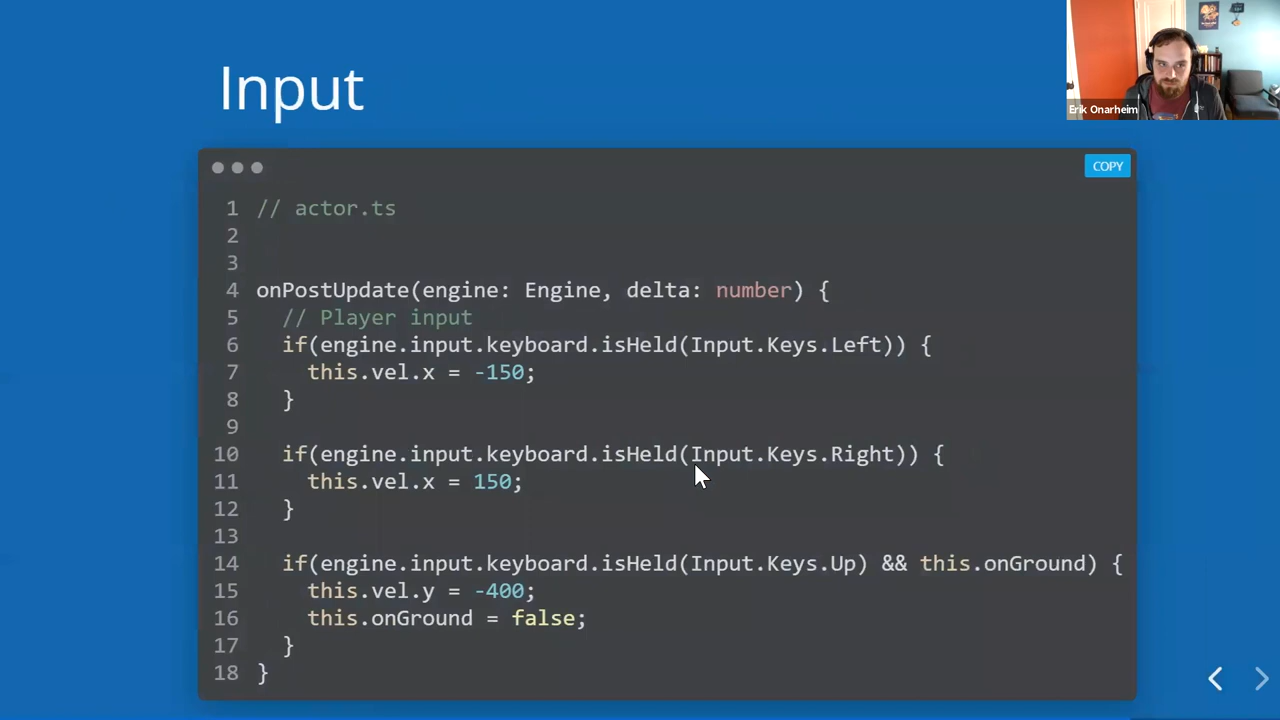 Input
Erik Onarheim
COPY
1 // actor.ts
2
3
4 onPostUpdate(engine: Engine, delta: number) {
5   // Player input
6   if(engine.input.keyboard.isHeld(Input.Keys.Left)) {
7     this.vel.x = -150;
8   }
9
10   if(engine.input.keyboard.isHeld(Input.Keys.Right)) {
11     this.vel.x = 150;
12   }
13
14   if(engine.input.keyboard.isHeld(Input.Keys.Up) && this.onGround) {
15     this.vel.y = -400;
16     this.onGround = false;
17   }
18 }